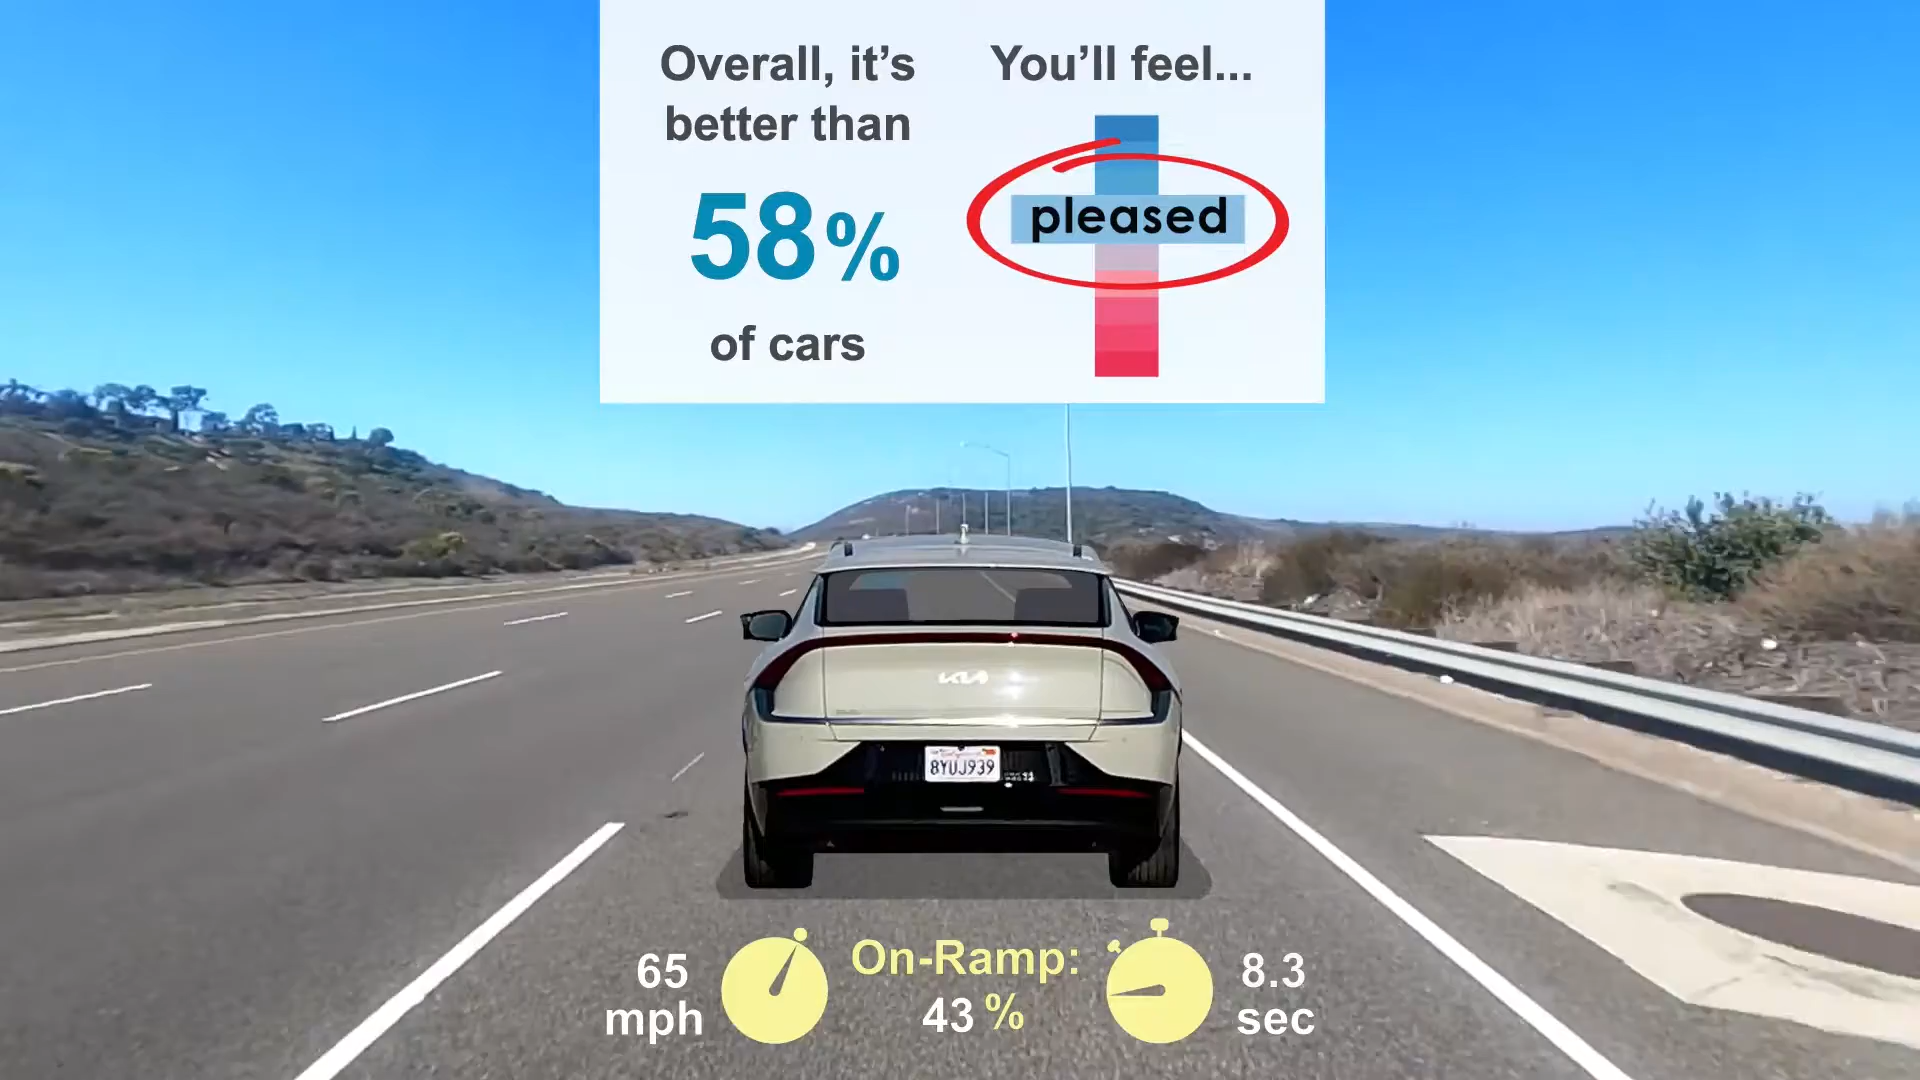 Overall, it's
better than
58%
of cars
You'll feel...
pleased
KIA
8YUJ939
65
mph
On-Ramp:
43 %
8.3
sec